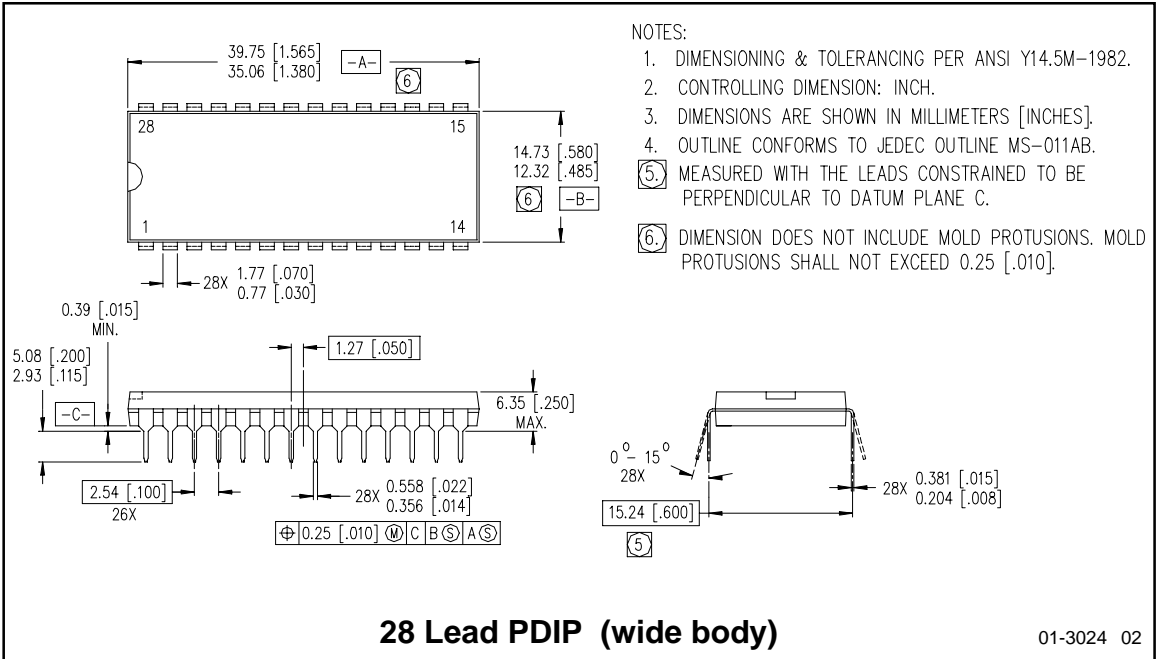 39.75 [1.565]
35.06 [1.380]
-A-
6
28
15
1
14
14.73 [.580]
12.32 [.485]
6
-B-
28X 1.77 [.070]
0.77 [.030]
NOTES:
1. DIMENSIONING & TOLERANCING PER ANSI Y14.5M-1982.
2. CONTROLLING DIMENSION: INCH.
3. DIMENSIONS ARE SHOWN IN MILLIMETERS [INCHES].
4. OUTLINE CONFORMS TO JEDEC OUTLINE MS-011AB.
5. MEASURED WITH THE LEADS CONSTRAINED TO BE
PERPENDICULAR TO DATUM PLANE C.
6. DIMENSION DOES NOT INCLUDE MOLD PROTUSIONS. MOLD
PROTUSIONS SHALL NOT EXCEED 0.25 [.010].
0.39 [.015]
MIN.
5.08 [.200]
2.93 [.115]
-C-
1.27 [.050]
6.35 [.250]
MAX.
2.54 [.100]
26X
28X 0.558 [.022]
0.356 [.014]
⌖ 0.25 [.010] Ⓜ C B Ⓢ A Ⓢ
0° - 15°
28X
15.24 [.600]
5
28X 0.381 [.015]
0.204 [.008]
28 Lead PDIP (wide body)
01-3024 02